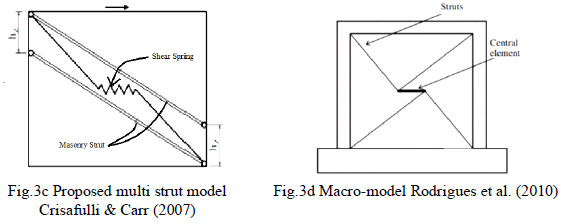 h_z
Shear Spring
Masonry Strut
h_z
Fig.3c Proposed multi strut model
Crisafulli & Carr (2007)
Struts
Central
element
Fig.3d Macro-model Rodrigues et al. (2010)